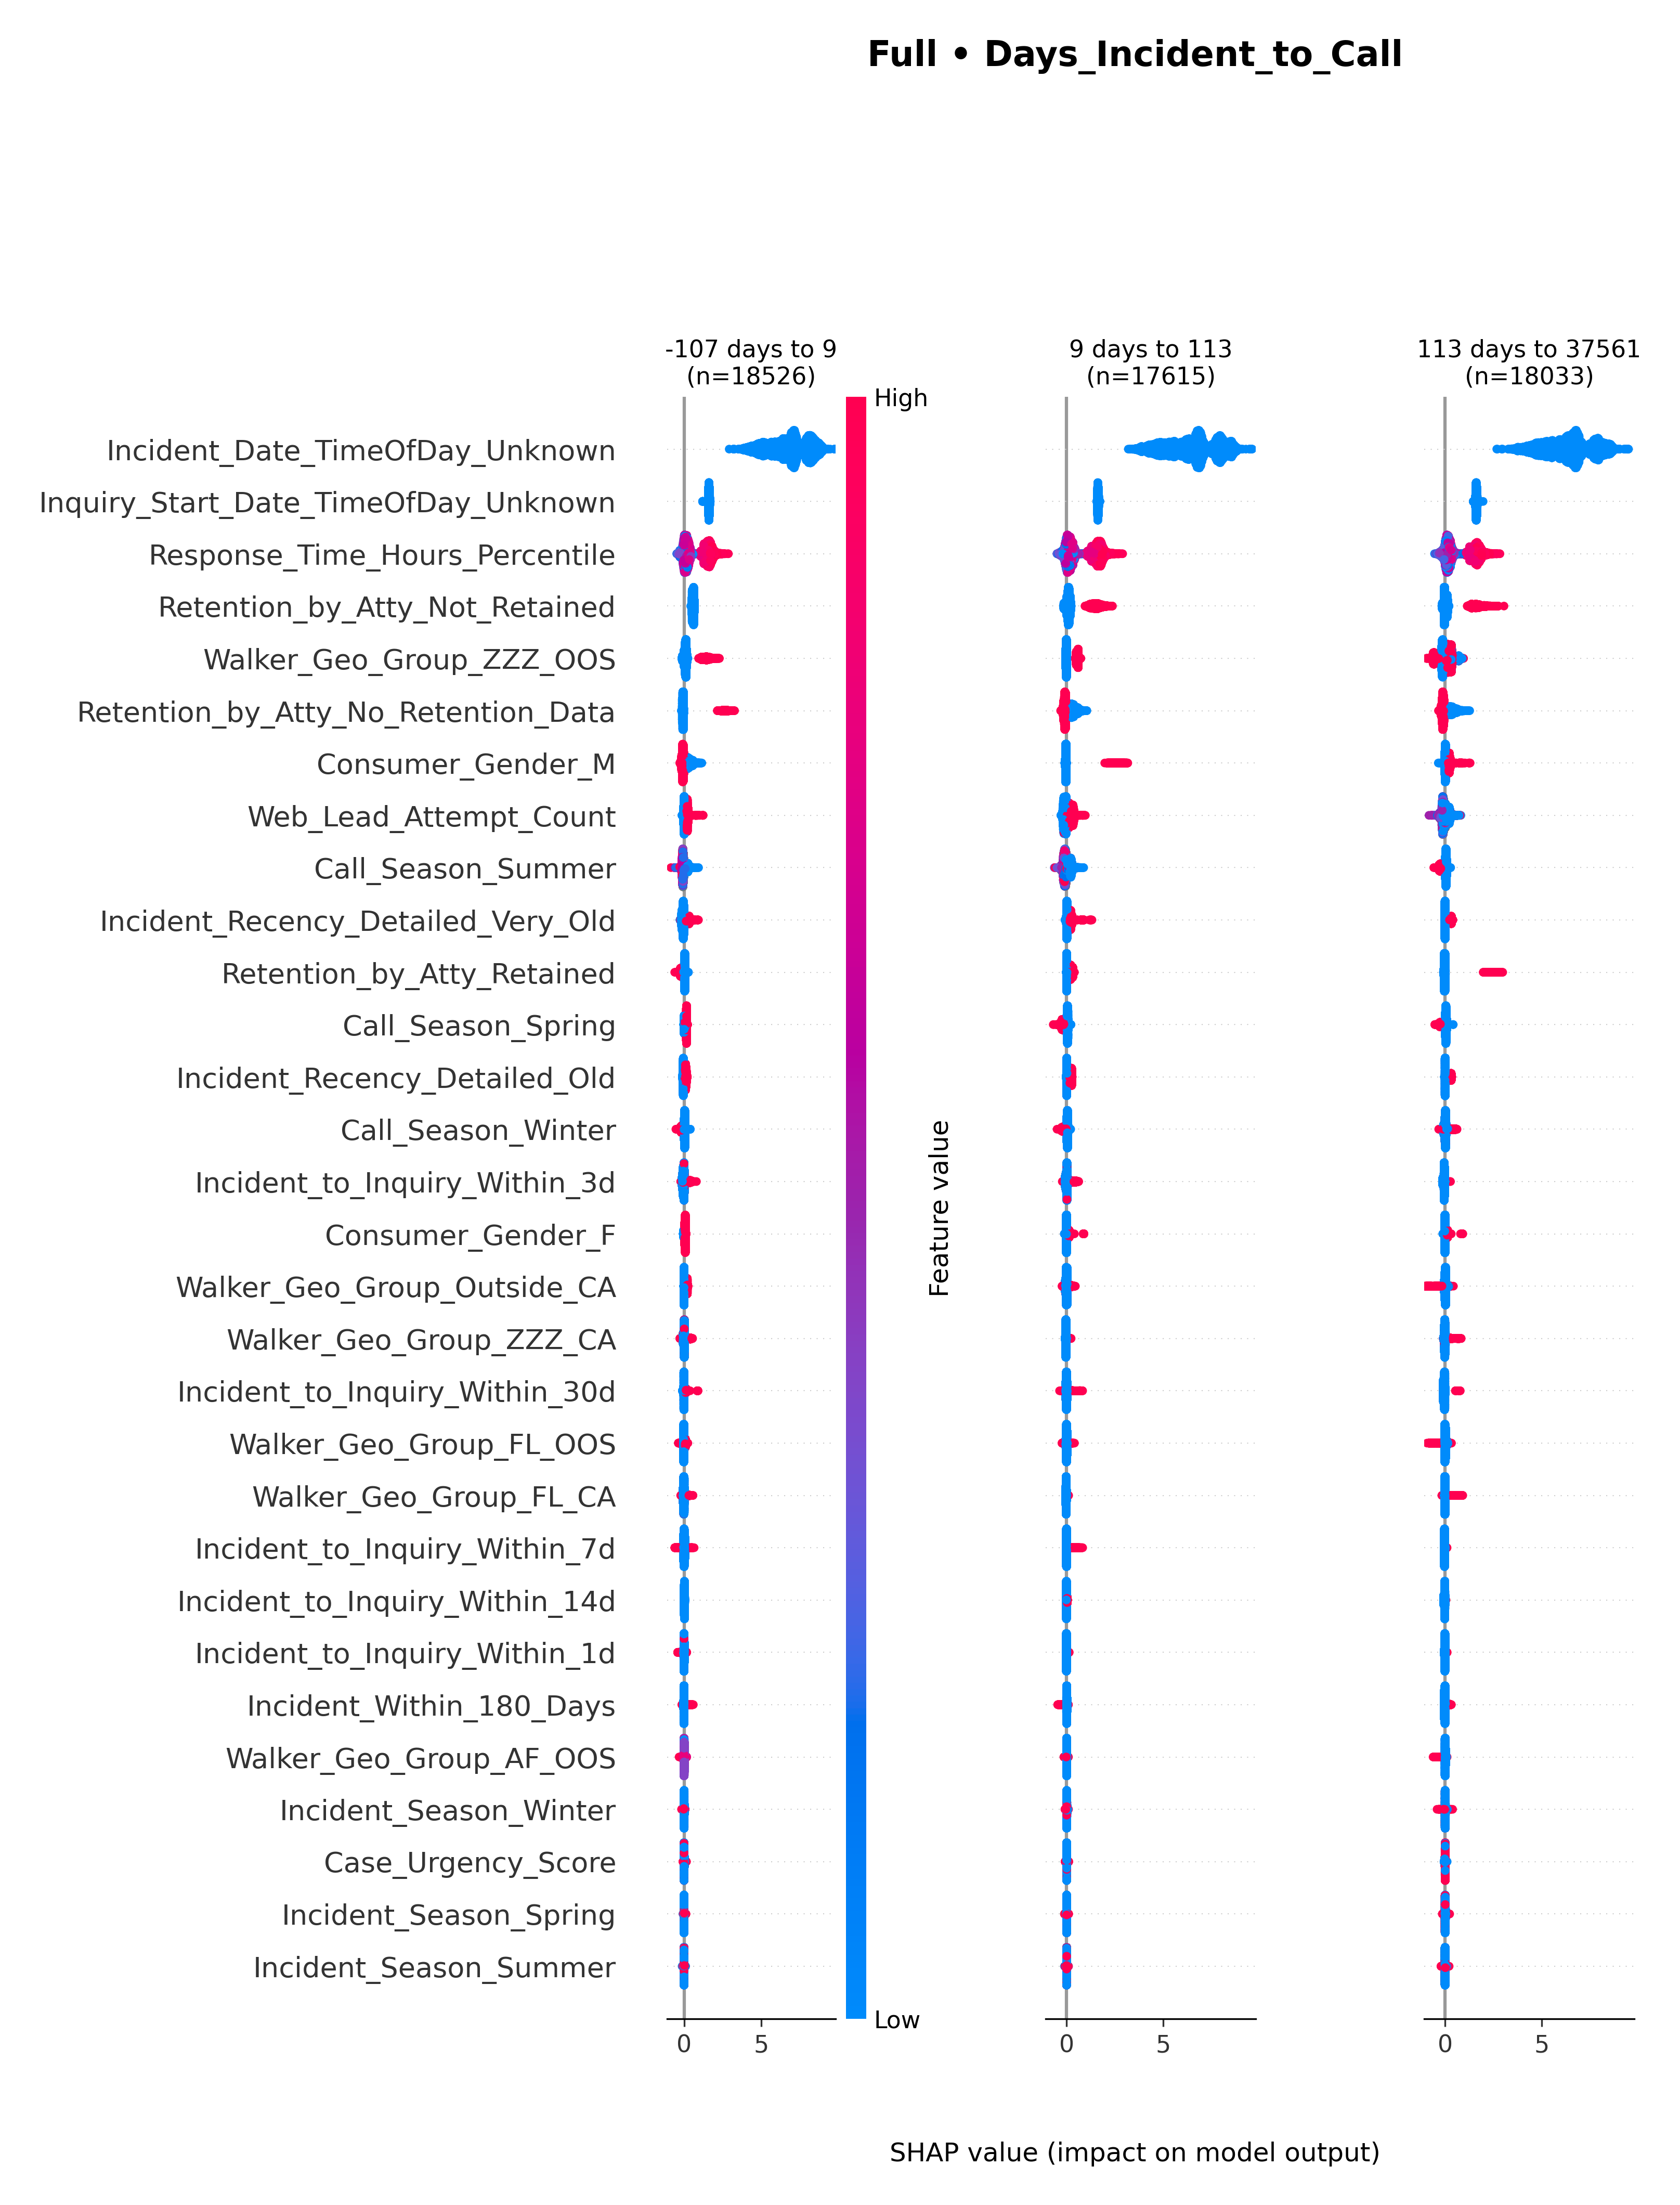 Full • Days_Incident_to_Call
-107 days to 9
(n=18526)
9 days to 113
(n=17615)
113 days to 37561
(n=18033)
High
Incident_Date_TimeOfDay_Unknown
Inquiry_Start_Date_TimeOfDay_Unknown
Response_Time_Hours_Percentile
Retention_by_Atty_Not_Retained
Walker_Geo_Group_ZZZ_OOS
Retention_by_Atty_No_Retention_Data
Consumer_Gender_M
Web_Lead_Attempt_Count
Call_Season_Summer
Incident_Recency_Detailed_Very_Old
Retention_by_Atty_Retained
Call_Season_Spring
Incident_Recency_Detailed_Old
Call_Season_Winter
Incident_to_Inquiry_Within_3d
Consumer_Gender_F
Walker_Geo_Group_Outside_CA
Walker_Geo_Group_ZZZ_CA
Incident_to_Inquiry_Within_30d
Walker_Geo_Group_FL_OOS
Walker_Geo_Group_FL_CA
Incident_to_Inquiry_Within_7d
Incident_to_Inquiry_Within_14d
Incident_to_Inquiry_Within_1d
Incident_Within_180_Days
Walker_Geo_Group_AF_OOS
Incident_Season_Winter
Case_Urgency_Score
Incident_Season_Spring
Incident_Season_Summer
Feature value
Low
0 5
0 5
0 5
SHAP value (impact on model output)